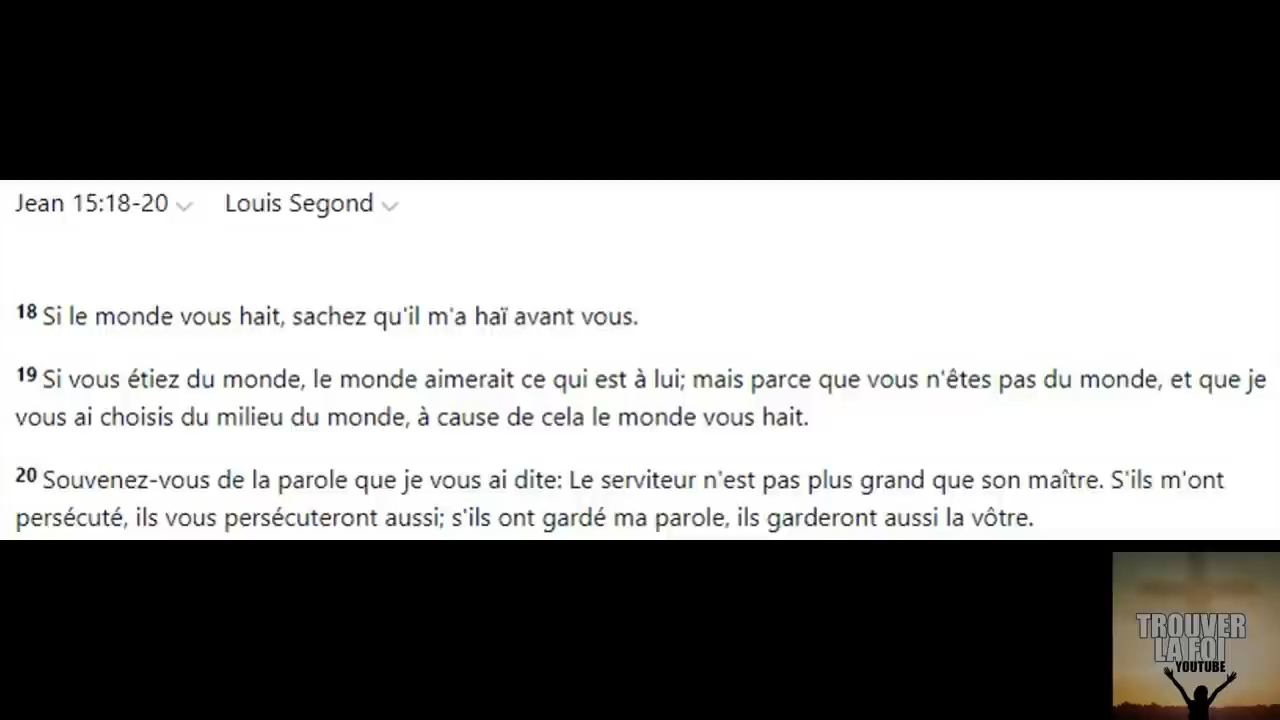 Jean 15:18-20 Louis Segond
18 Si le monde vous hait, sachez qu'il m'a haï avant vous.
19 Si vous étiez du monde, le monde aimerait ce qui est à lui; mais parce que vous n'êtes pas du monde, et que je
vous ai choisis du milieu du monde, à cause de cela le monde vous hait.
20 Souvenez-vous de la parole que je vous ai dite: Le serviteur n'est pas plus grand que son maître. S'ils m'ont
persécuté, ils vous persécuteront aussi; s'ils ont gardé ma parole, ils garderont aussi la vôtre.
TROUVER
LA FOI
YOUTUBE